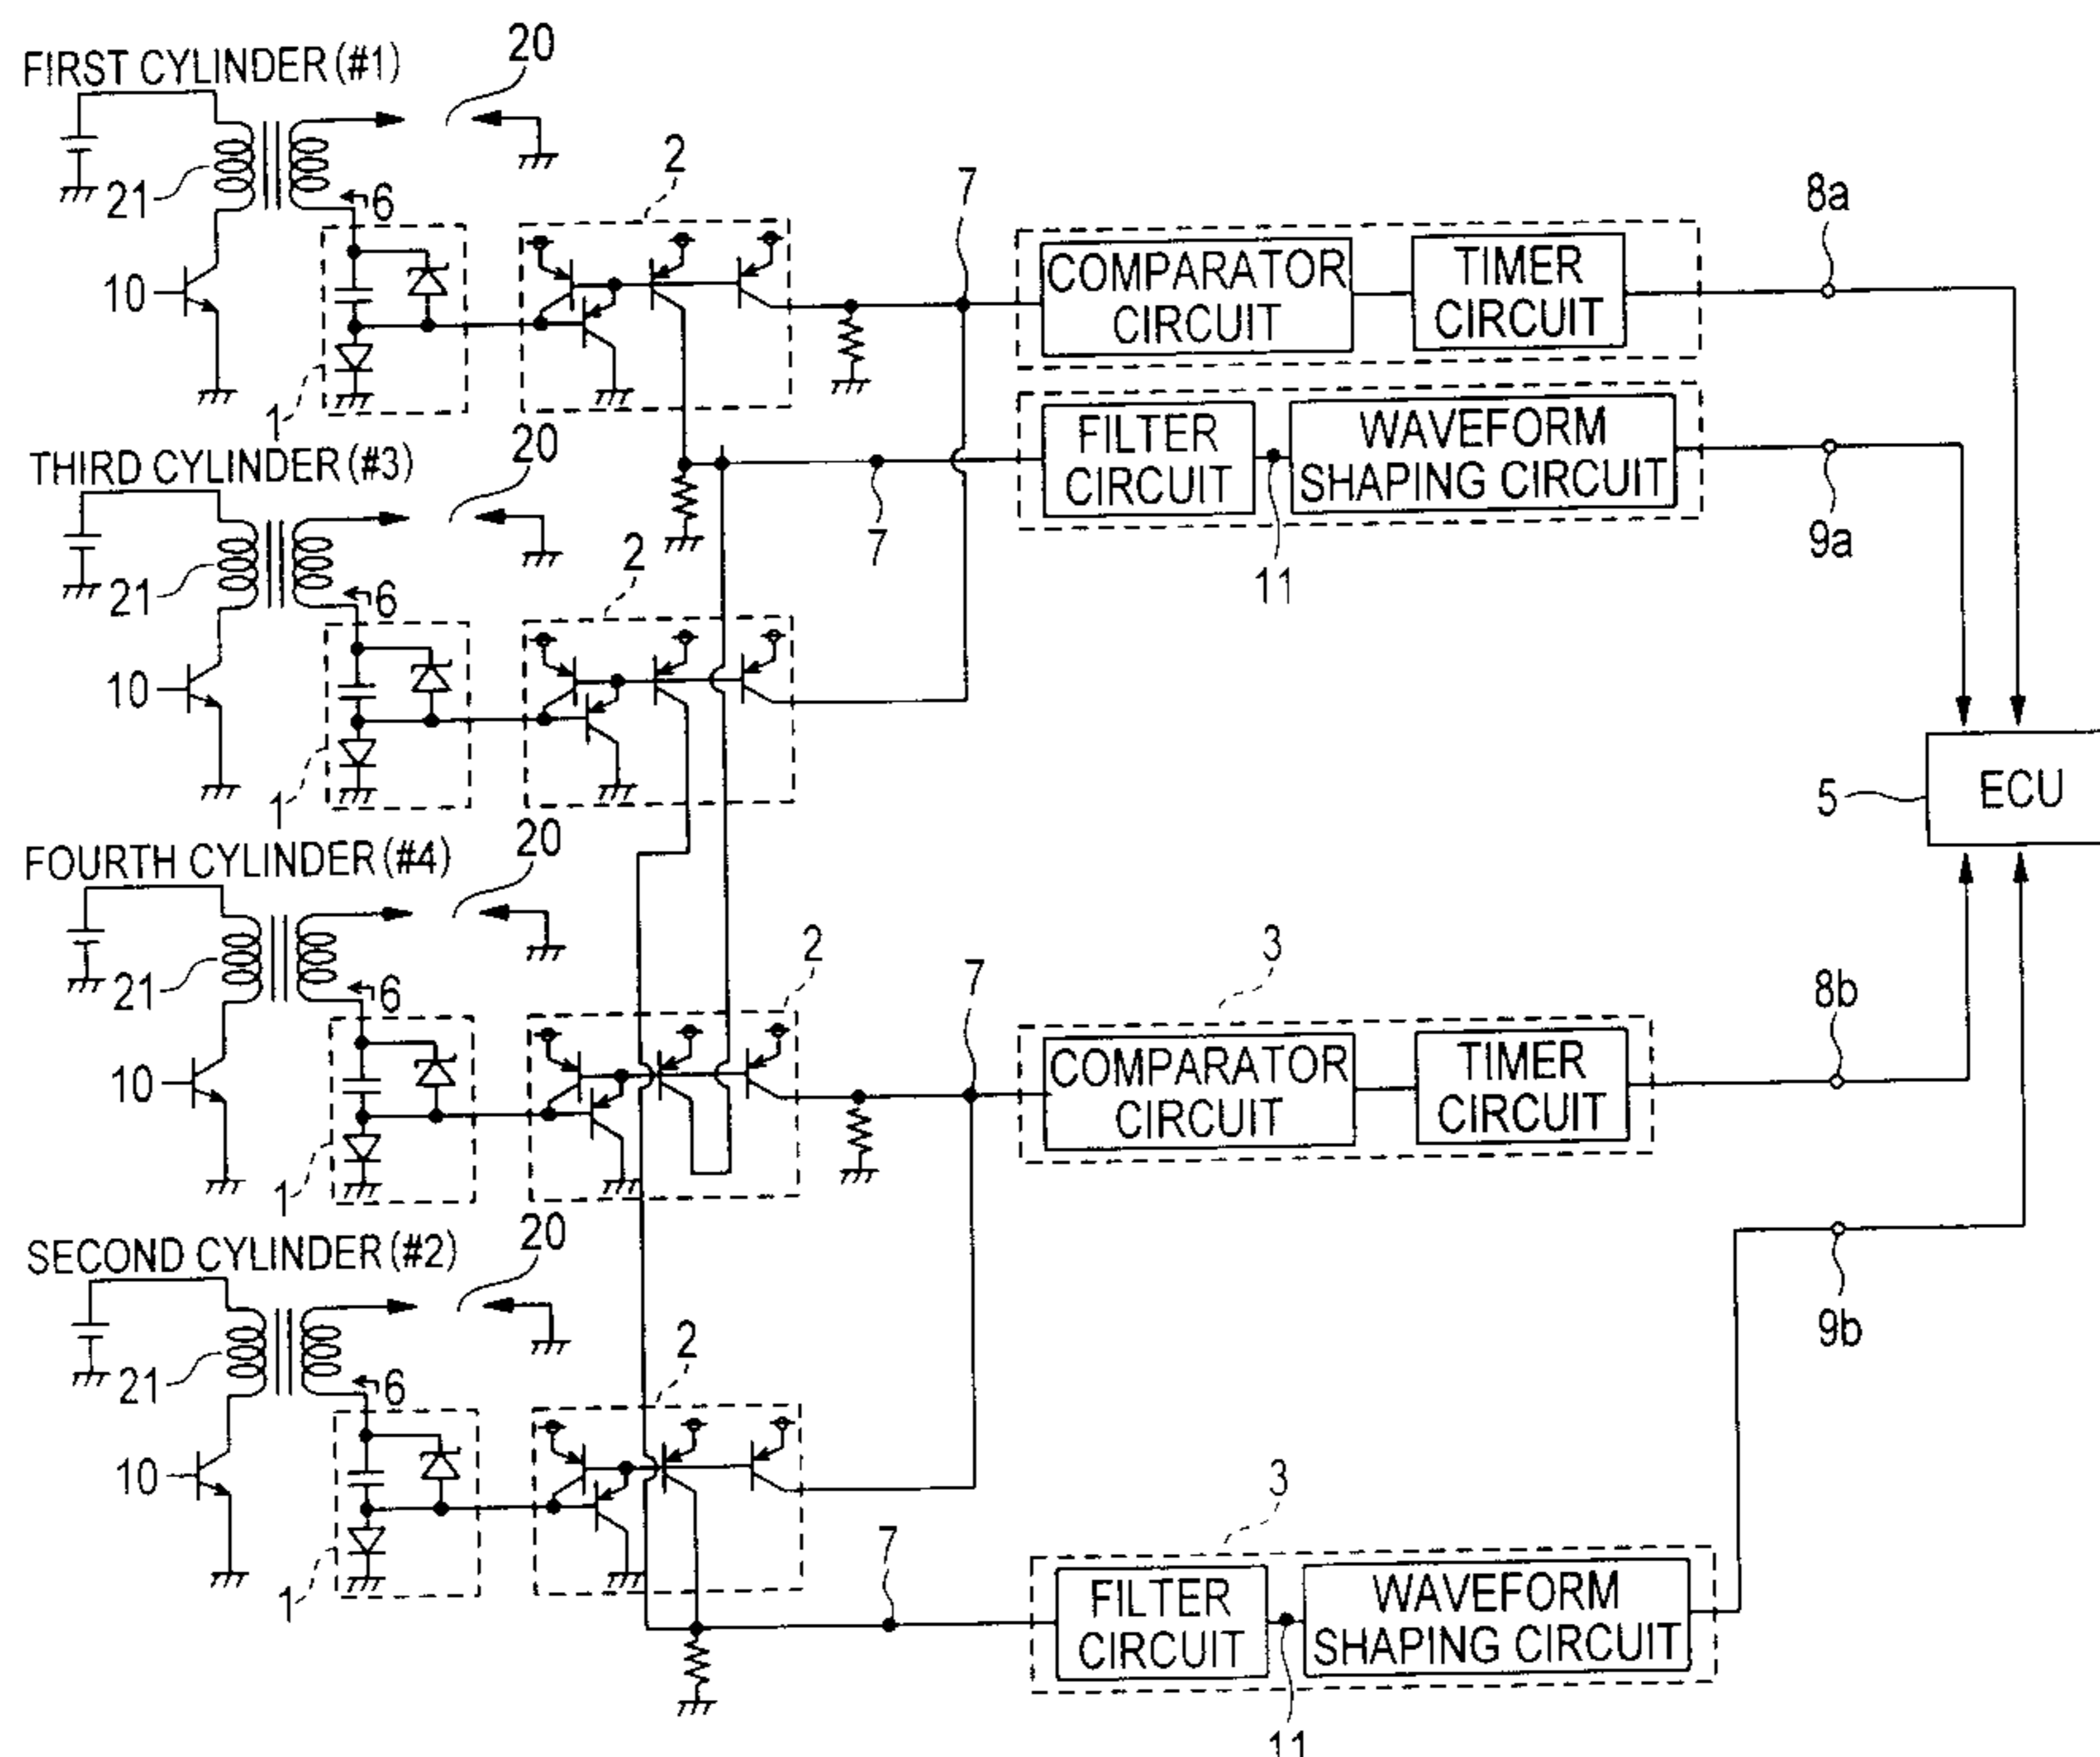 FIRST CYLINDER (#1)
20
21
6
2
7
8a
10
1
COMPARATOR
CIRCUIT
TIMER
CIRCUIT
THIRD CYLINDER (#3)
20
FILTER
CIRCUIT
WAVEFORM
SHAPING CIRCUIT
7
11
9a
21
6
2
10
1
5
ECU
FOURTH CYLINDER (#4)
20
21
6
2
7
3
8b
10
1
COMPARATOR
CIRCUIT
TIMER
CIRCUIT
SECOND CYLINDER (#2)
20
9b
21
6
2
10
1
7
3
FILTER
CIRCUIT
WAVEFORM
SHAPING CIRCUIT
11